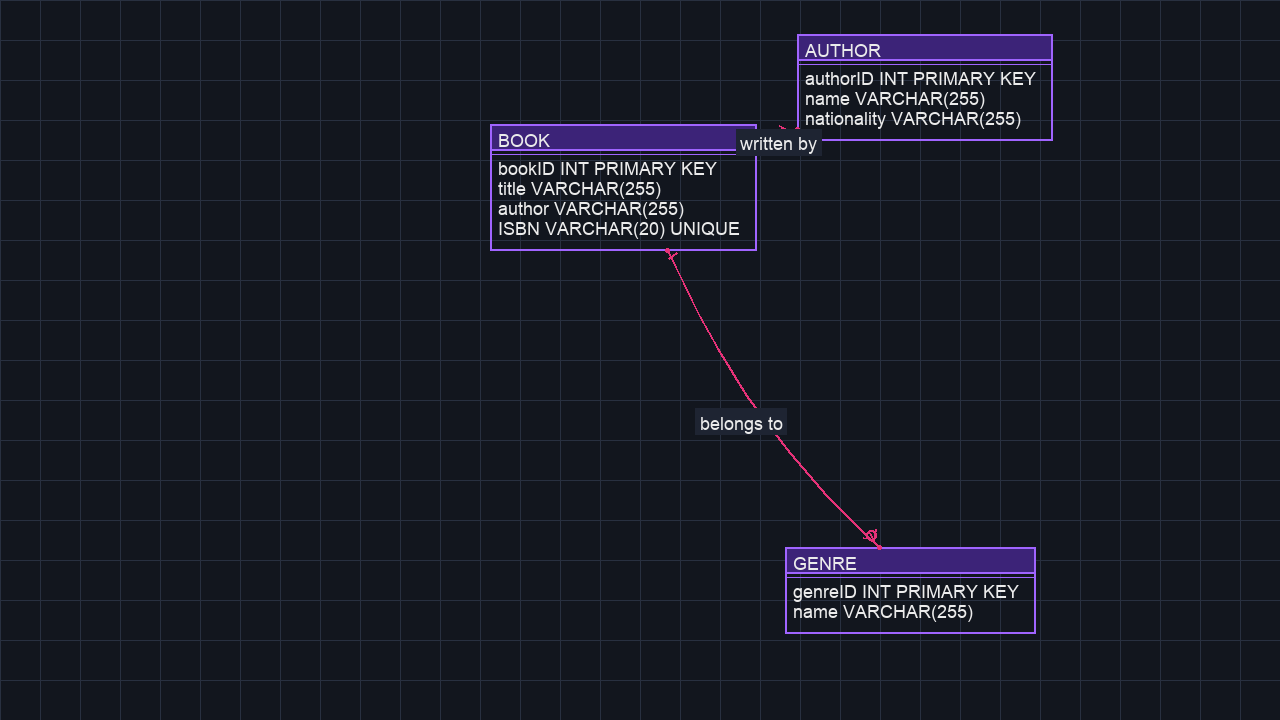 AUTHOR
authorID INT PRIMARY KEY
name VARCHAR(255)
nationality VARCHAR(255)
BOOK
bookID INT PRIMARY KEY
title VARCHAR(255)
author VARCHAR(255)
ISBN VARCHAR(20) UNIQUE
written by
belongs to
GENRE
genreID INT PRIMARY KEY
name VARCHAR(255)